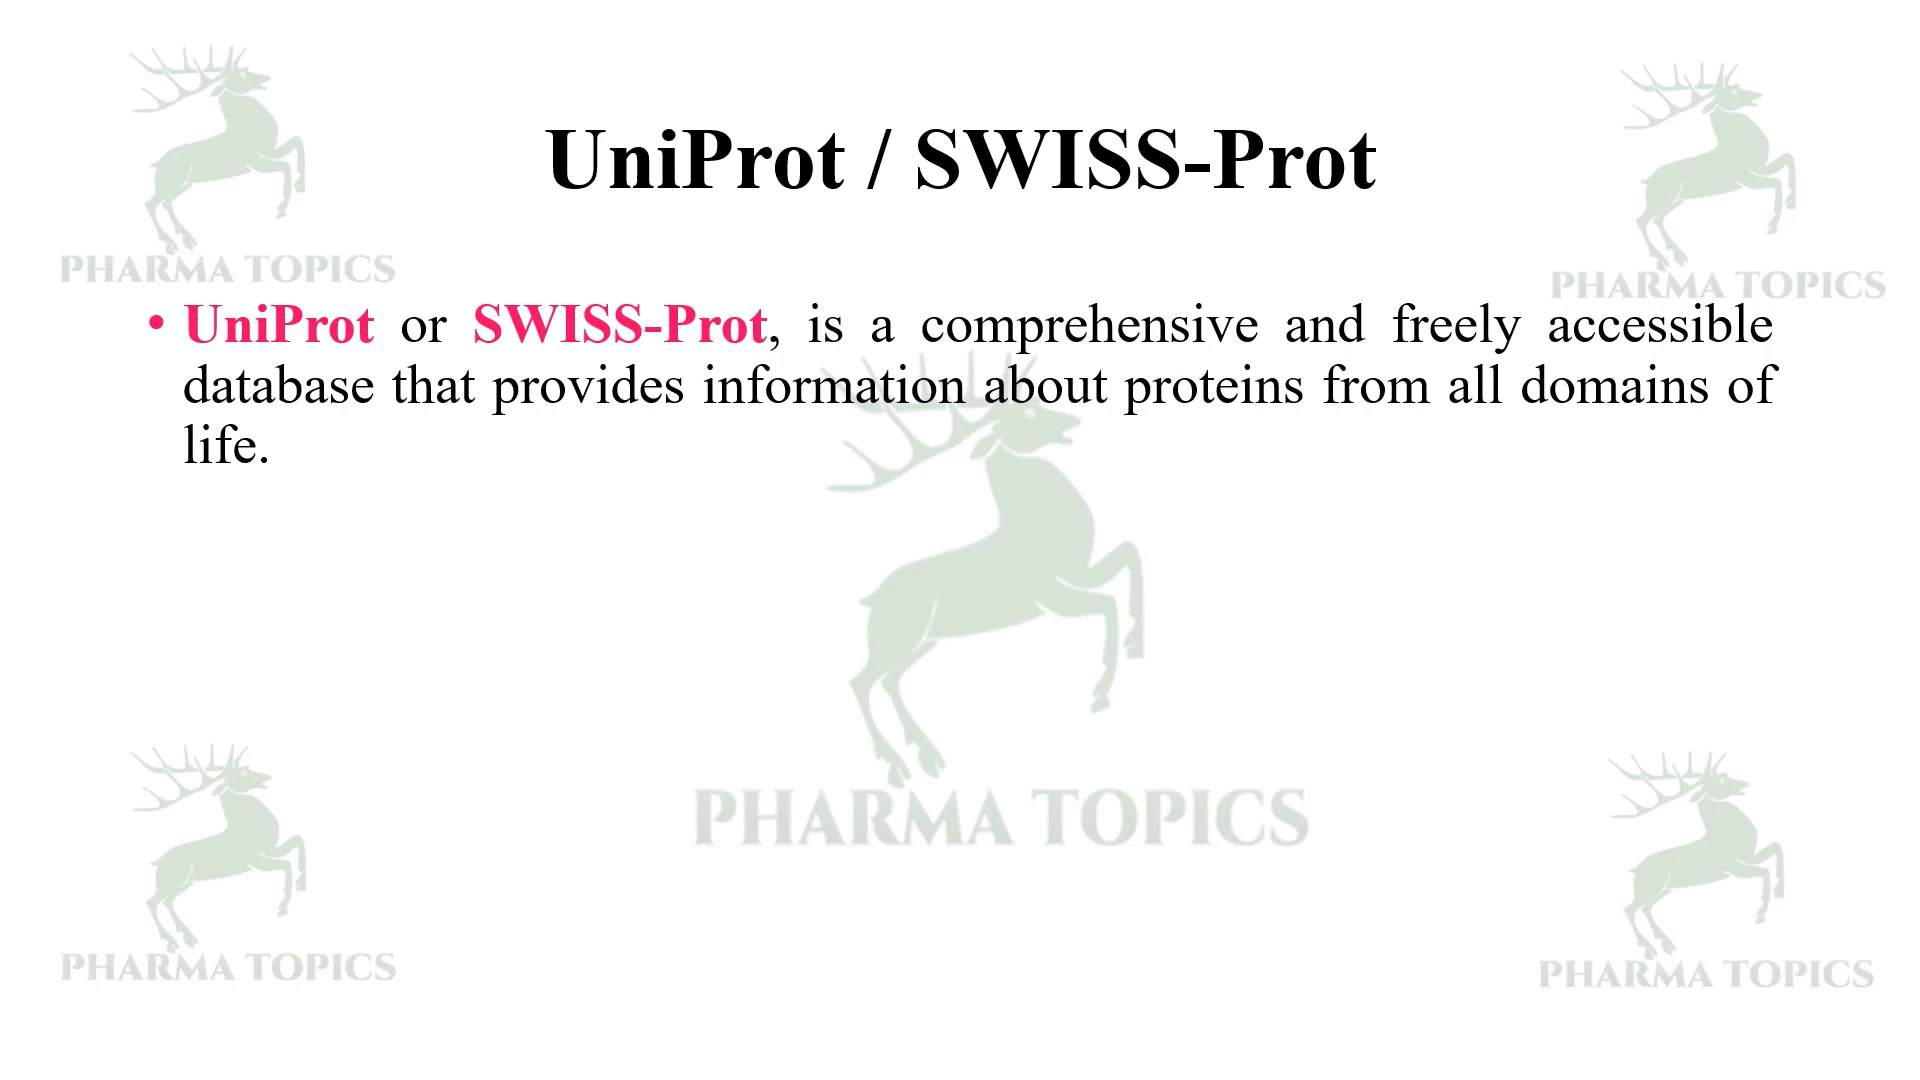 PHARMA TOPICS
PHARMA TOPICS
UniProt / SWISS-Prot
• UniProt or SWISS-Prot, is a comprehensive and freely accessible
database that provides information about proteins from all domains of
life.
PHARMA TOPICS
PHARMA TOPICS
PHARMA TOPICS